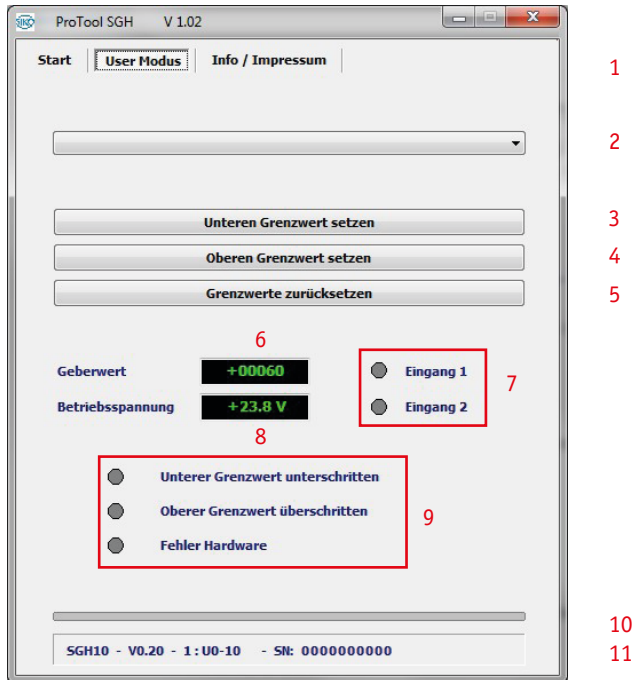 SIKO ProTool SGH V 1.02
Start User Modus Info / Impressum 1
2
Unteren Grenzwert setzen 3
Oberen Grenzwert setzen 4
Grenzwerte zurücksetzen 5
6
Geberwert +00060 Eingang 1
7
Betriebsspannung +23.8 V Eingang 2
8
Unterer Grenzwert unterschritten
Oberer Grenzwert überschritten 9
Fehler Hardware
10
SGH10 - V0.20 - 1:U0-10 - SN: 0000000000 11